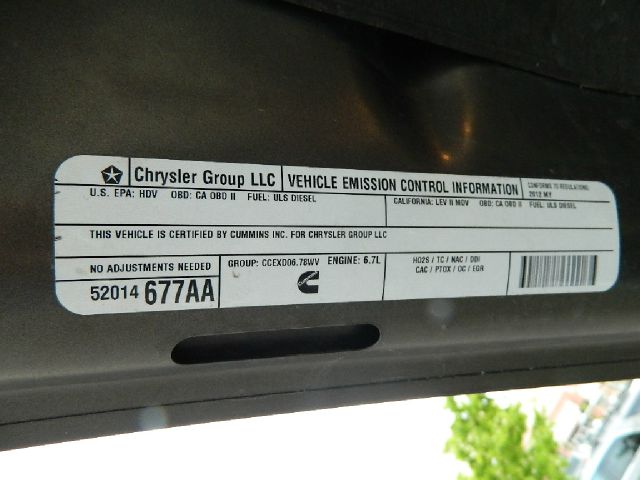 Chrysler Group LLC
VEHICLE EMISSION CONTROL INFORMATION
CONFORMS TO REGULATIONS:
2012 MY
U.S. EPA: HDV OBD: CA OBD II FUEL: ULS DIESEL
CALIFORNIA: LEV II MDV OBD: CA OBD II FUEL: ULS DIESEL
THIS VEHICLE IS CERTIFIED BY CUMMINS INC. FOR CHRYSLER GROUP LLC
NO ADJUSTMENTS NEEDED
52014 677AA
GROUP: CCEXD06.78WV ENGINE: 6.7L
HO2S / TC / NAC / DDI
CAC / PTOX / OC / EGR